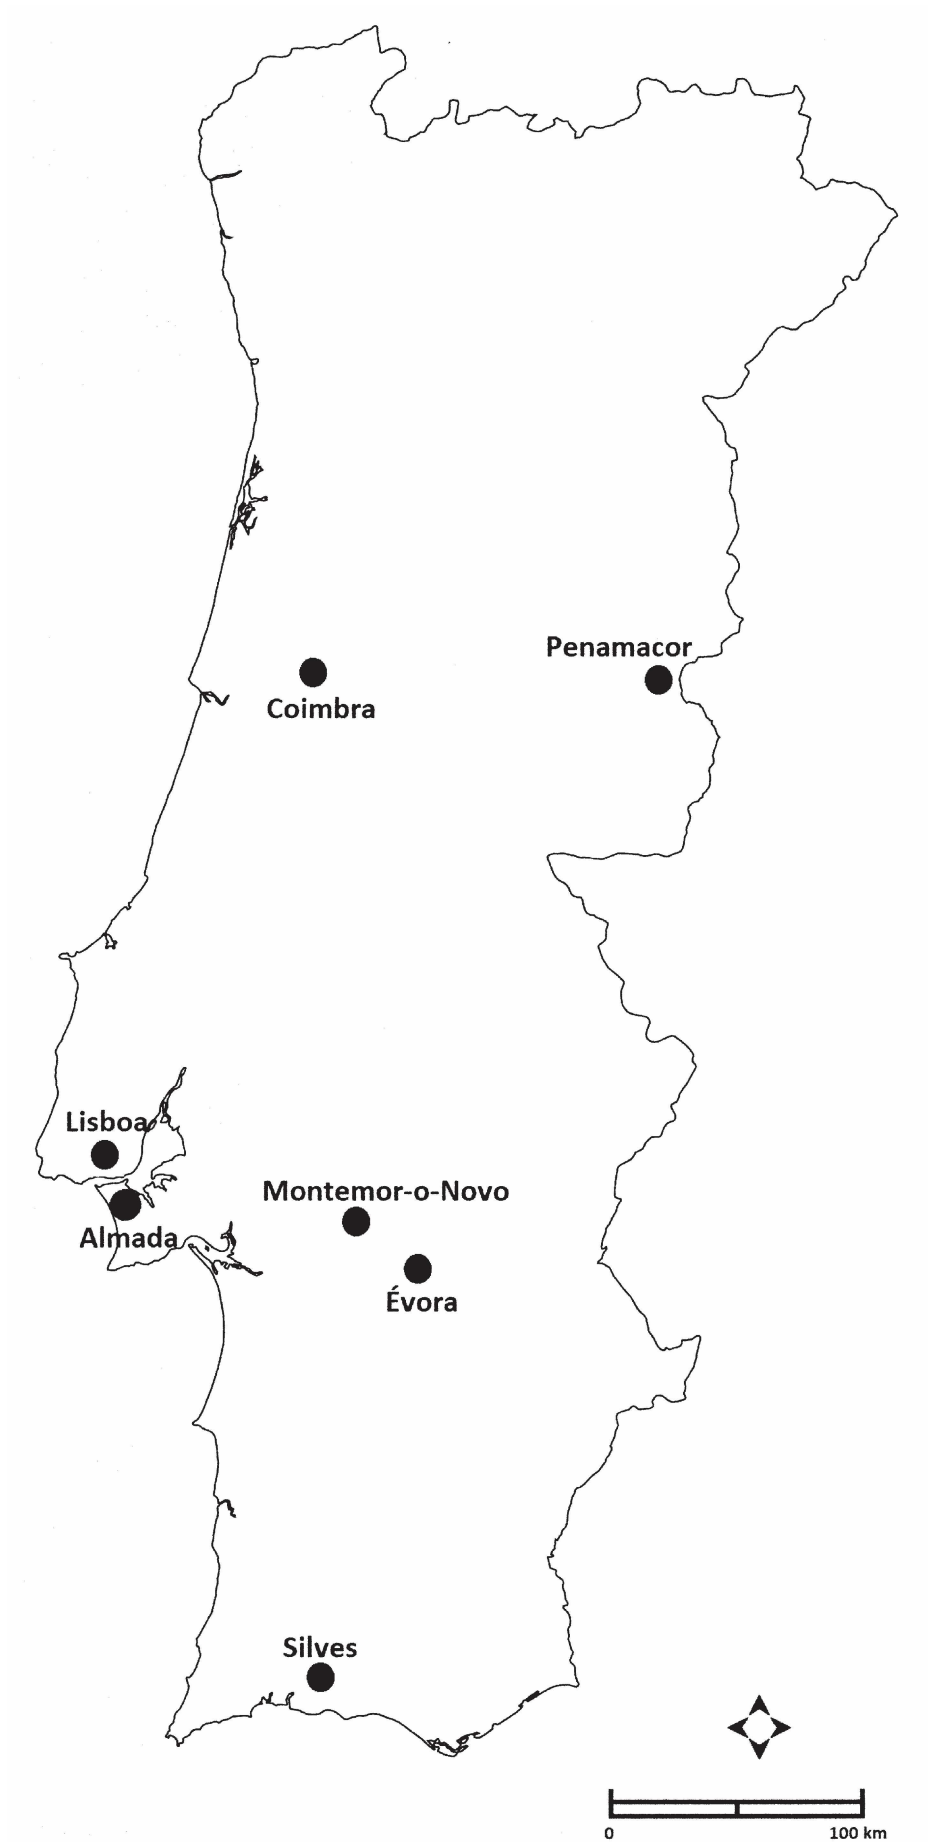 Penamacor
Coimbra
Lisboa
Montemor-o-Novo
Almada
Évora
Silves
0 100 km